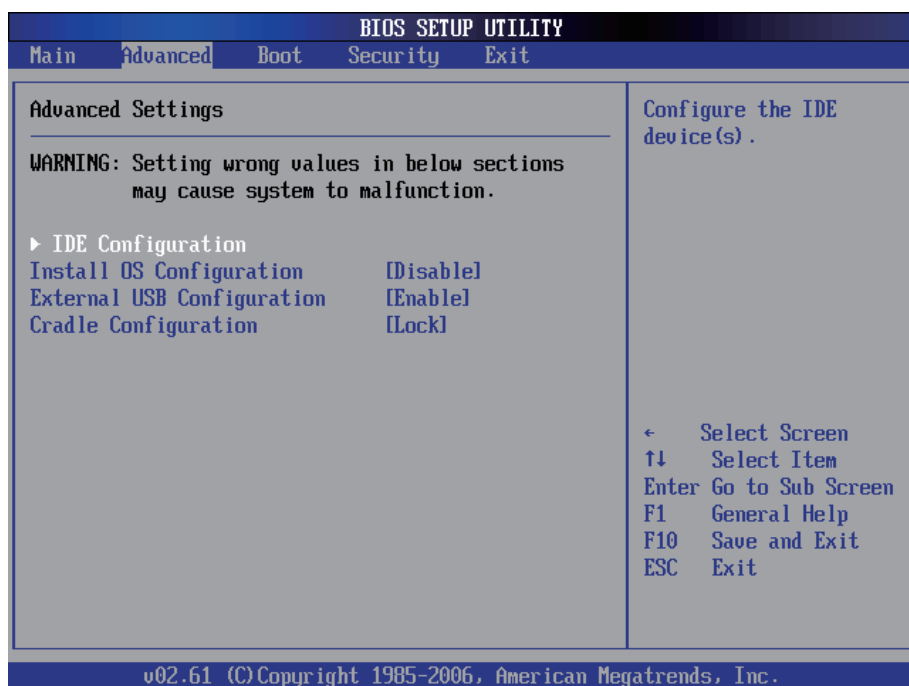 BIOS SETUP UTILITY
Main Advanced Boot Security Exit
Advanced Settings
WARNING: Setting wrong values in below sections
may cause system to malfunction.
▶ IDE Configuration
Install OS Configuration [Disable]
External USB Configuration [Enable]
Cradle Configuration [Lock]
Configure the IDE
device(s).
← Select Screen
↑↓ Select Item
Enter Go to Sub Screen
F1 General Help
F10 Save and Exit
ESC Exit
v02.61 (C)Copyright 1985-2006, American Megatrends, Inc.